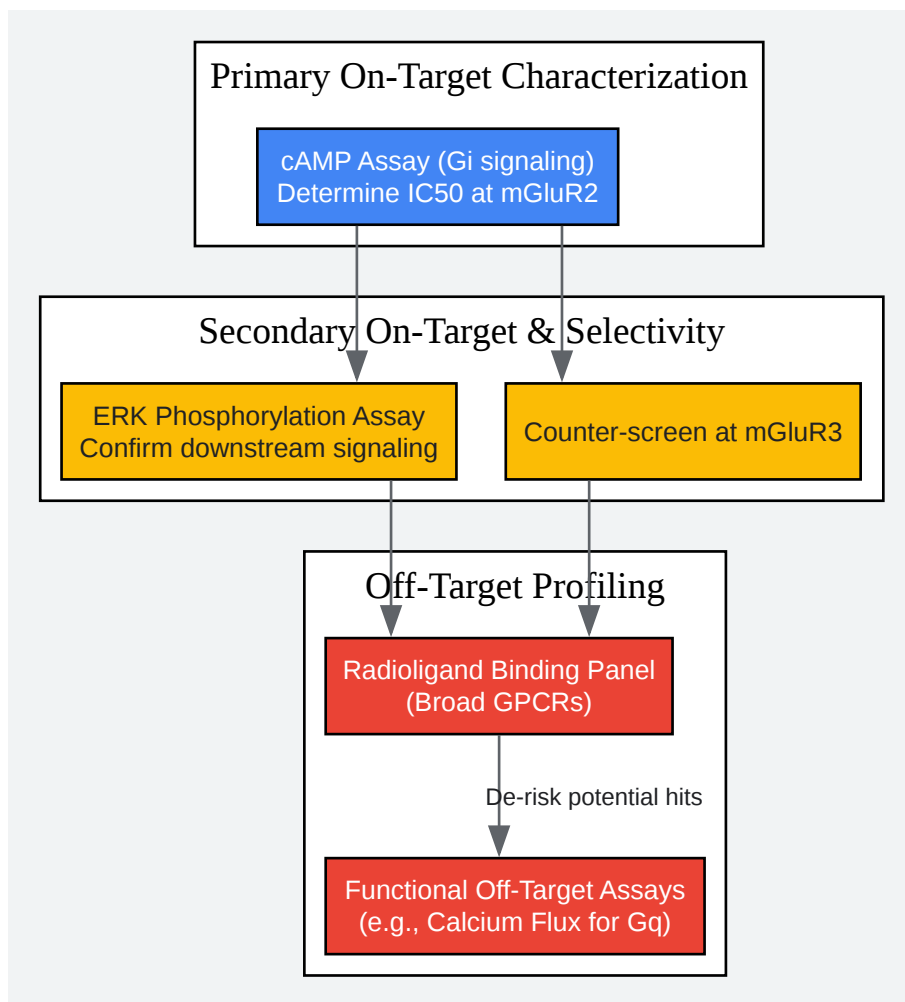 Primary On-Target Characterization
cAMP Assay (Gi signaling)
Determine IC50 at mGluR2
Secondary On-Target & Selectivity
ERK Phosphorylation Assay
Confirm downstream signaling
Counter-screen at mGluR3
Off-Target Profiling
Radioligand Binding Panel
(Broad GPCRs)
De-risk potential hits
Functional Off-Target Assays
(e.g., Calcium Flux for Gq)